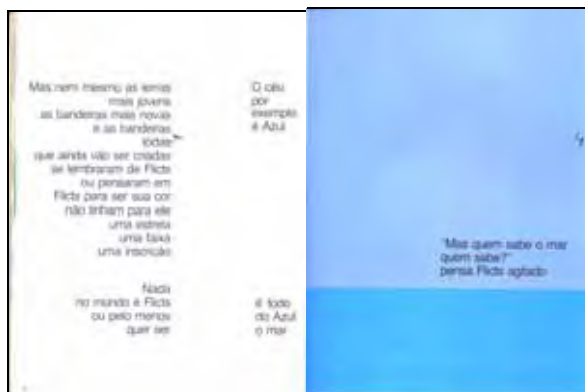 Mas nem mesmo as terras
mais jovens
as bandeiras mais novas
e as bandeiras
todas
que ainda vão ser criadas
se lembraram de Flicts
ou pensaram em
Flicts para ser sua cor
não tinham para ele
uma estrela
uma faixa
uma inscrição
Nada
no mundo é Flicts
ou pelo menos
quer ser
O céu
por
exemplo
é Azul
é todo
do Azul
o mar
"Mas quem sabe o mar
quem sabe?"
pensa Flicts agitado